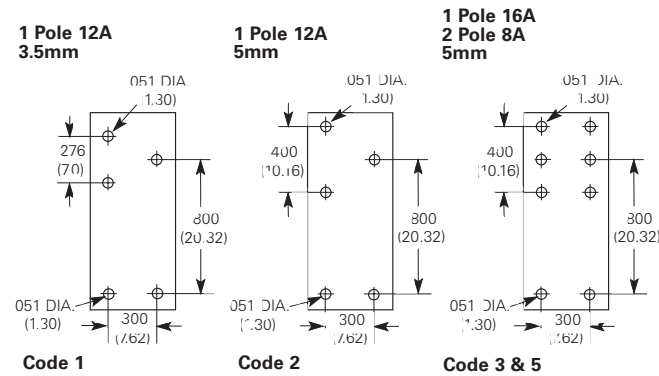 1 Pole 12A
3.5mm
.051 DIA.
(1.30)
276
(7.0)
800
(20.32)
051 DIA.
(1.30)
300
(7.62)
Code 1
1 Pole 12A
5mm
.051 DIA.
1.30)
400
(10.16)
800
(20.32)
051 DIA.
(1.30)
300
(7.62)
Code 2
1 Pole 16A
2 Pole 8A
5mm
.051 DIA.
1.30)
400
(10.16)
800
(20.32)
051 DIA.
(1.30)
300
(7.62)
Code 3 & 5